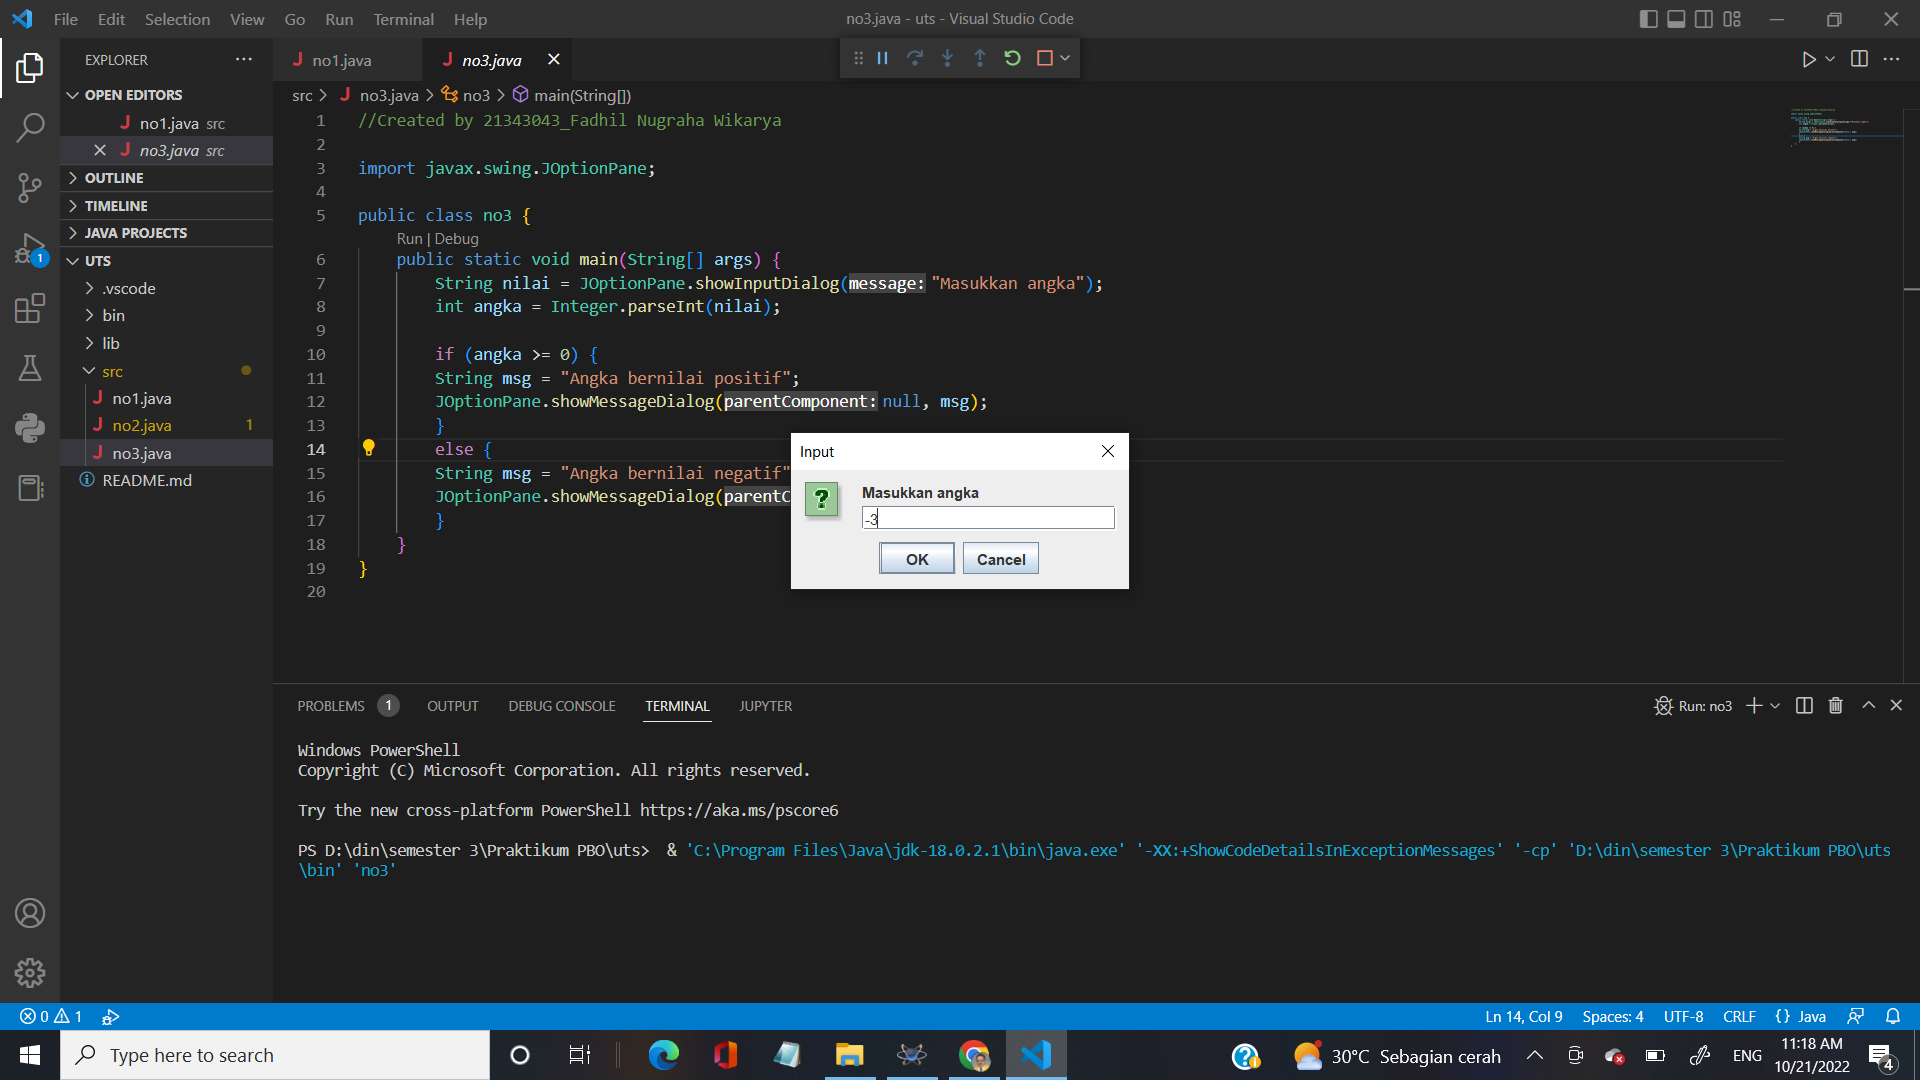 File Edit Selection View Go Run Terminal Help
no3.java - uts - Visual Studio Code
EXPLORER
OPEN EDITORS
no1.java src
no3.java src
OUTLINE
TIMELINE
JAVA PROJECTS
UTS
.vscode
bin
lib
src
no1.java
no2.java 1
no3.java
README.md
1
no1.java no3.java
src no3.java no3 main(String[])
1 //Created by 21343043_Fadhil Nugraha Wikarya
2
3 import javax.swing.JOptionPane;
4
5 public class no3 {
Run | Debug
6 public static void main(String[] args) {
7 String nilai = JOptionPane.showInputDialog(message: "Masukkan angka");
8 int angka = Integer.parseInt(nilai);
9
10 if (angka >= 0) {
11 String msg = "Angka bernilai positif";
12 JOptionPane.showMessageDialog(parentComponent: null, msg);
13 }
14 else {
15 String msg = "Angka bernilai negatif"
16 JOptionPane.showMessageDialog(parentC
17 }
18 }
19 }
20
Input
Masukkan angka
-3
OK Cancel
PROBLEMS 1 OUTPUT DEBUG CONSOLE TERMINAL JUPYTER
Run: no3
Windows PowerShell
Copyright (C) Microsoft Corporation. All rights reserved.
Try the new cross-platform PowerShell https://aka.ms/pscore6
PS D:\din\semester 3\Praktikum PBO\uts> & 'C:\Program Files\Java\jdk-18.0.2.1\bin\java.exe' '-XX:+ShowCodeDetailsInExceptionMessages' '-cp' 'D:\din\semester 3\Praktikum PBO\uts
\bin' 'no3'
0 1
Ln 14, Col 9 Spaces: 4 UTF-8 CRLF {} Java
Type here to search
30°C Sebagian cerah
ENG
11:18 AM
10/21/2022
4